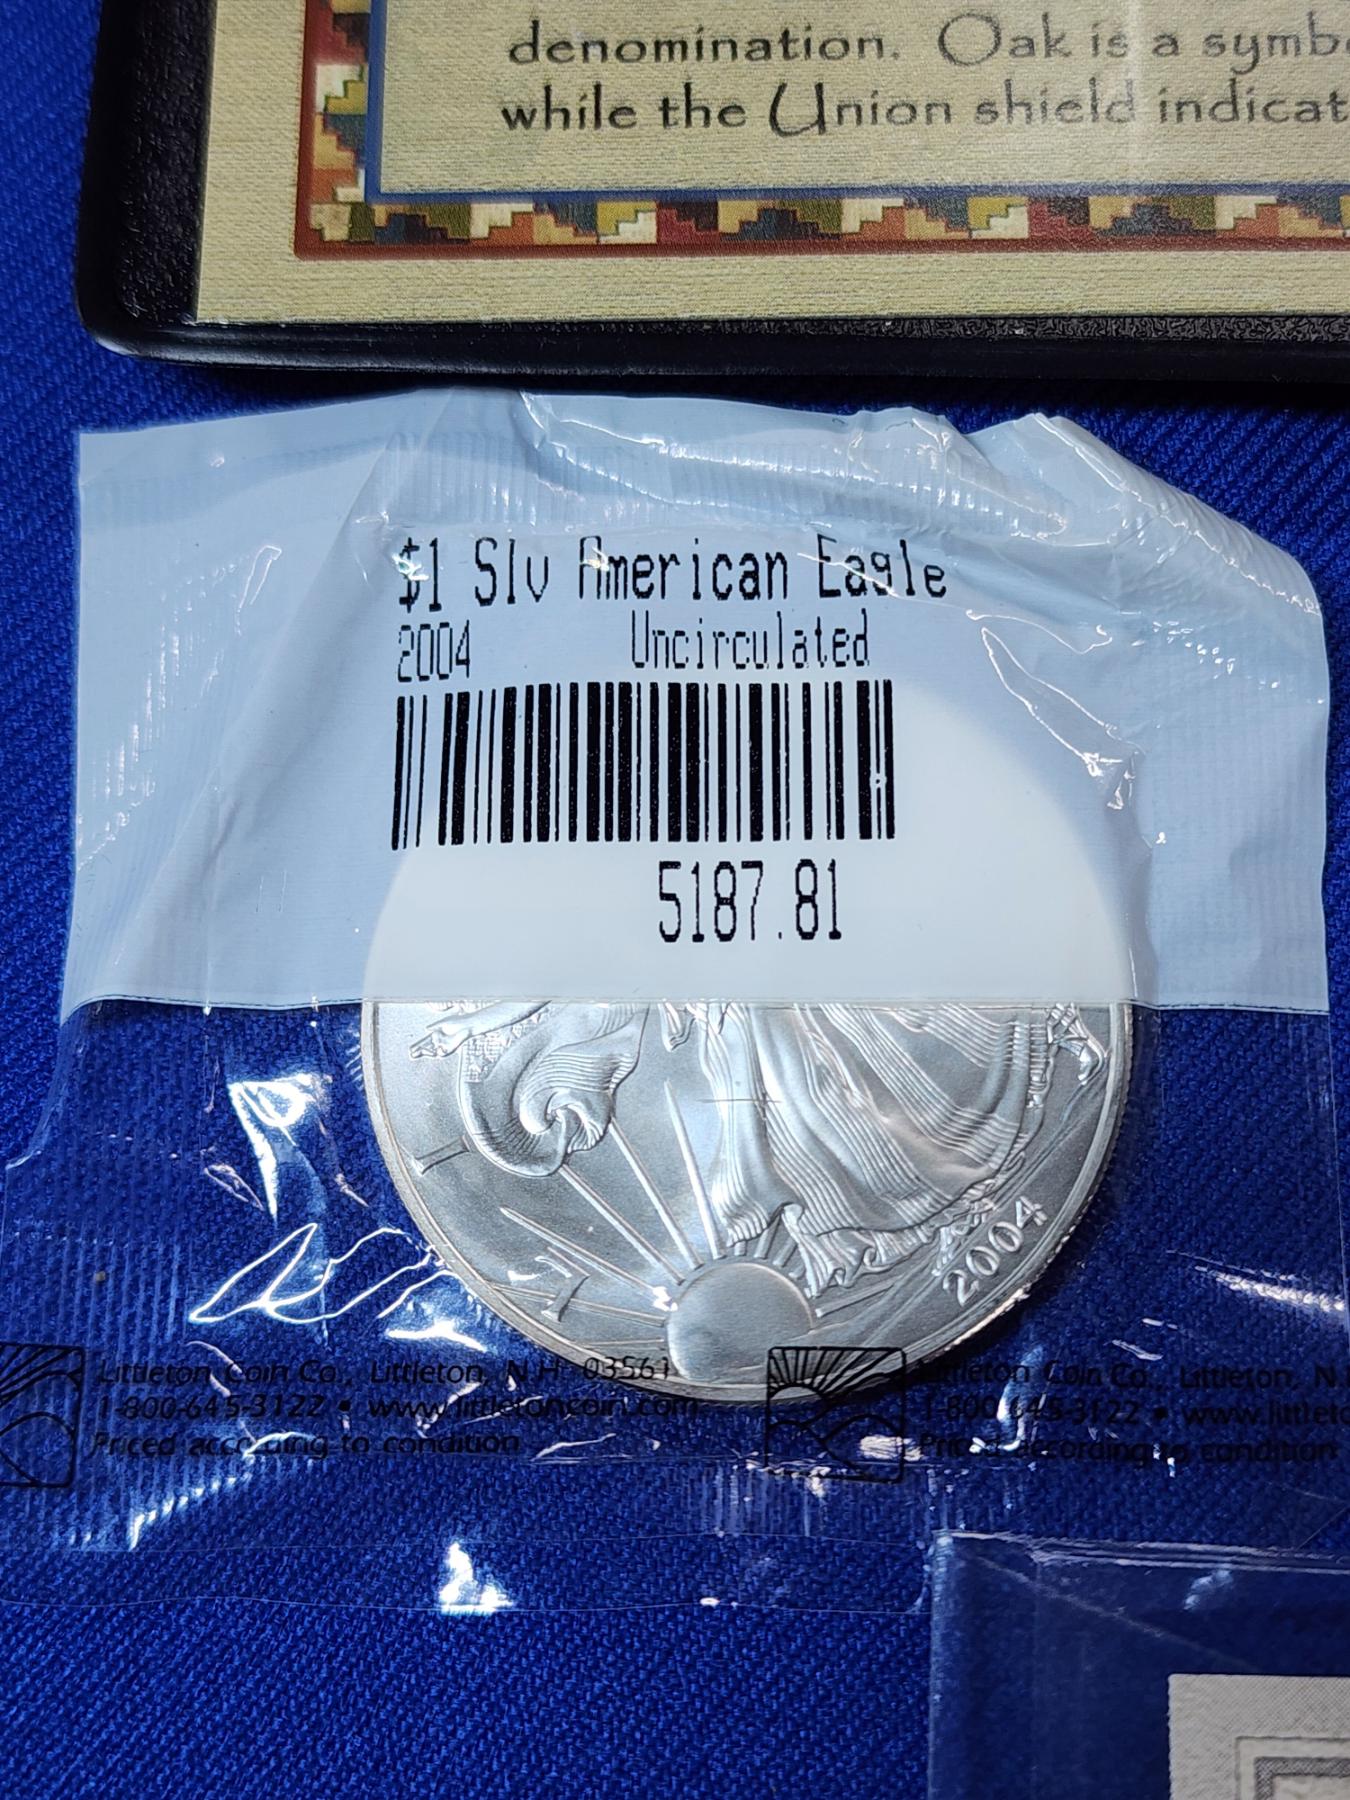 denomination. Oak is a symb
while the Union shield indicat
$1 Slv American Eagle
2004 Uncirculated
5187.81
2004
Littleton Coin Co., Littleton, N.H. 03561
1-800-645-3122 • www.littletoncoin.com
Priced according to condition
Littleton Coin Co., Littleton, N.
1-800-645-3122 • www.littlet
Priced according to condition